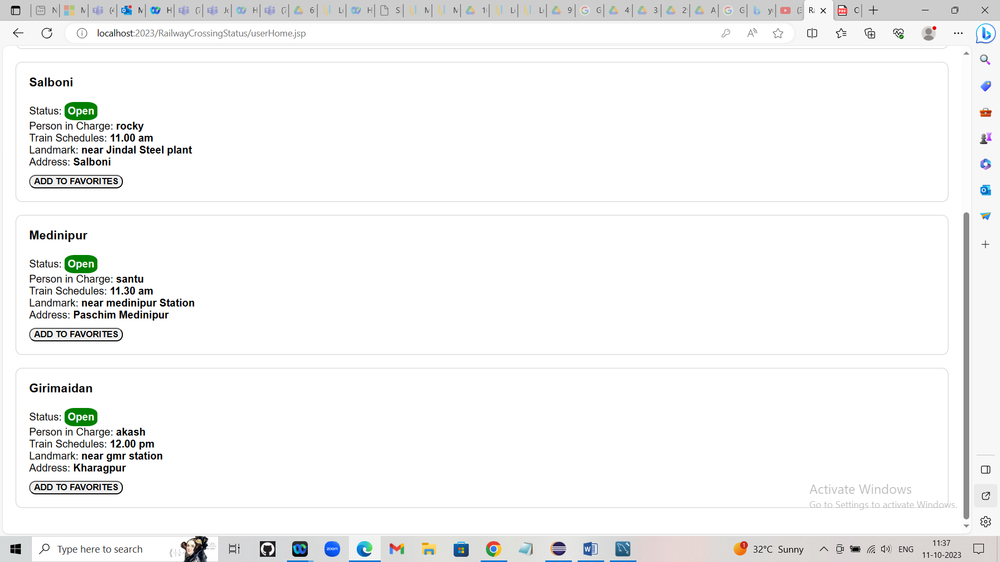 localhost:2023/RailwayCrossingStatus/userHome.jsp
Salboni
Status: Open
Person in Charge: rocky
Train Schedules: 11.00 am
Landmark: near Jindal Steel plant
Address: Salboni
ADD TO FAVORITES
Medinipur
Status: Open
Person in Charge: santu
Train Schedules: 11.30 am
Landmark: near medinipur Station
Address: Paschim Medinipur
ADD TO FAVORITES
Girimaidan
Status: Open
Person in Charge: akash
Train Schedules: 12.00 pm
Landmark: near gmr station
Address: Kharagpur
ADD TO FAVORITES
Activate Windows
Go to Settings to activate Windows.
Type here to search
zoom
1
32°C Sunny
ENG
11:37
11-10-2023